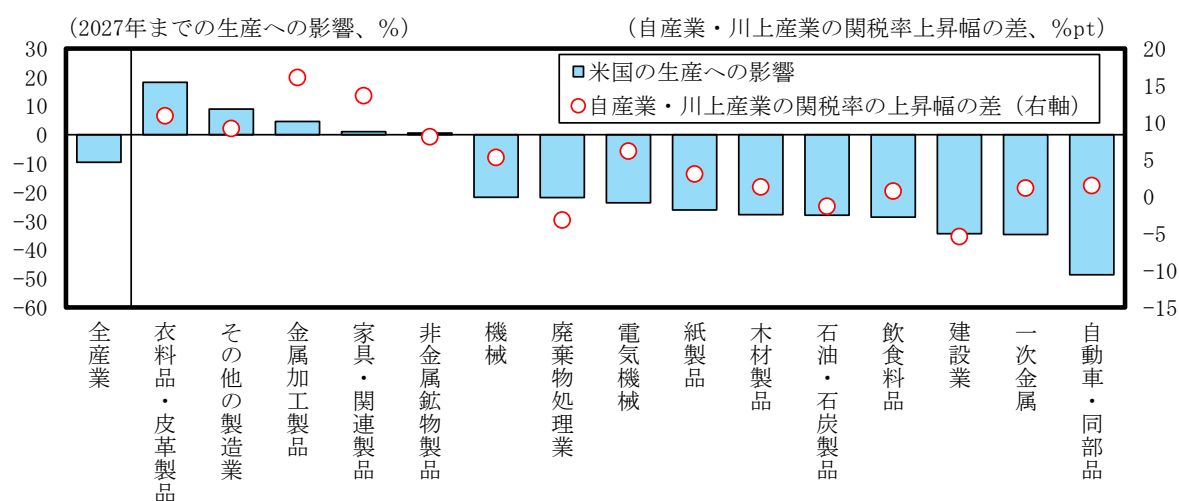 (2027年までの生産への影響、%)
(自産業・川上産業の関税率上昇幅の差、%pt)
米国の生産への影響
自産業・川上産業の関税率の上昇幅の差(右軸)
30
20
10
0
-10
-20
-30
-40
-50
-60
20
15
10
5
0
-5
-10
-15
全産業
衣料品・皮革製品
その他の製造業
金属加工製品
家具・関連製品
非金属鉱物製品
機械
廃棄物処理業
電気機械
紙製品
木材製品
石油・石炭製品
飲食料品
建設業
一次金属
自動車・同部品